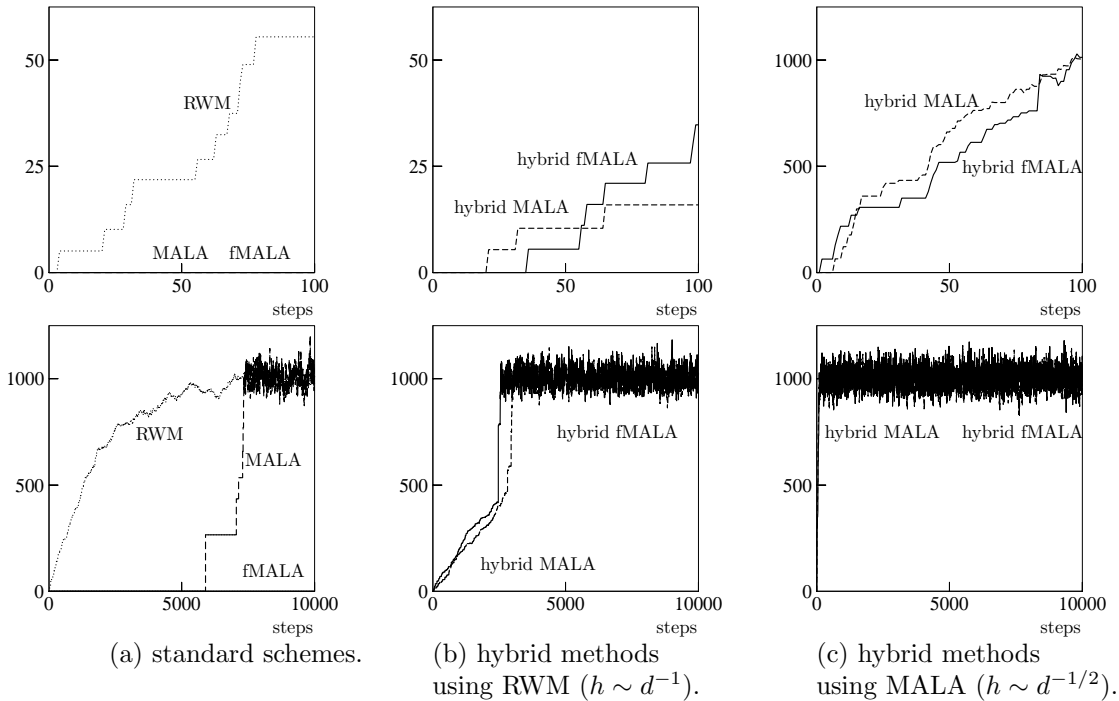 50
25
0
0
50
100
steps
RWM
MALA
fMALA
50
25
0
0
50
100
steps
hybrid fMALA
hybrid MALA
1000
500
0
0
50
100
steps
hybrid MALA
hybrid fMALA
1000
500
0
0
5000
10000
steps
RWM
MALA
fMALA
1000
500
0
0
5000
10000
steps
hybrid fMALA
hybrid MALA
1000
500
0
0
5000
10000
steps
hybrid MALA
hybrid fMALA
(a) standard schemes.
(b) hybrid methods
using RWM (h ∼ d⁻¹).
(c) hybrid methods
using MALA (h ∼ d⁻¹/²).